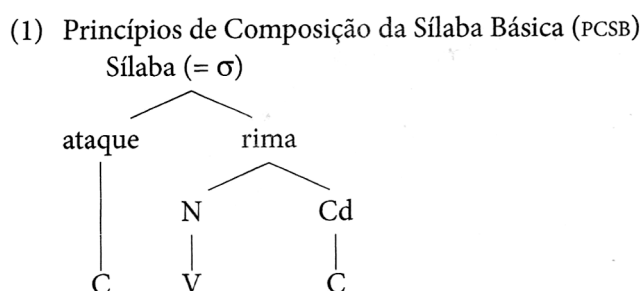 (1) Princípios de Composição da Sílaba Básica (PCSB)
Sílaba (= σ)
ataque rima
N Cd
C V C